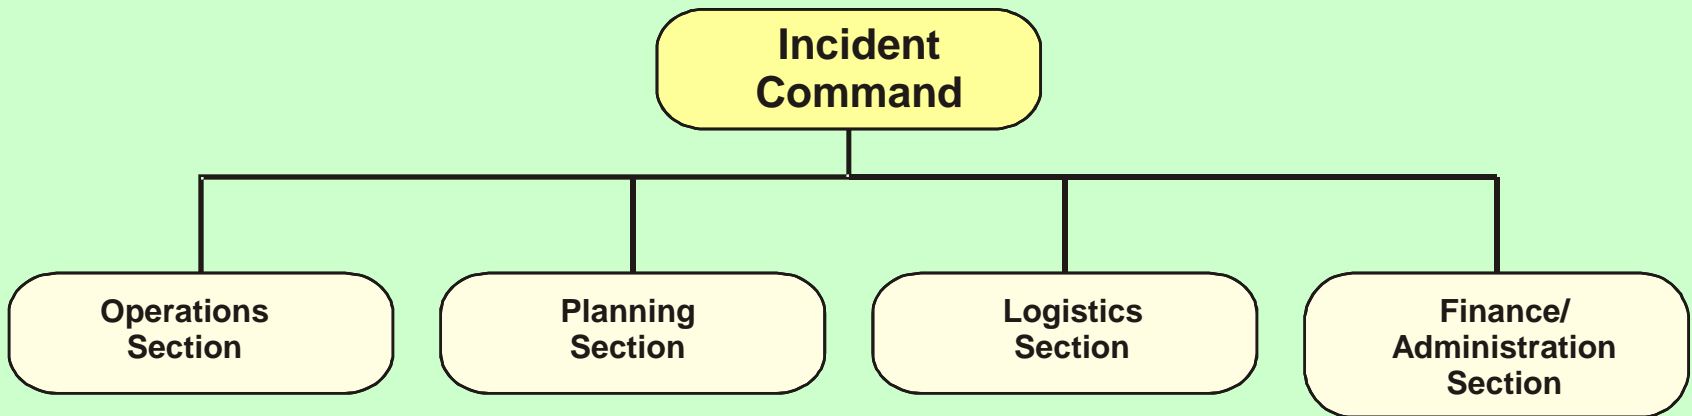 Incident
Command
Operations
Section
Planning
Section
Logistics
Section
Finance/
Administration
Section